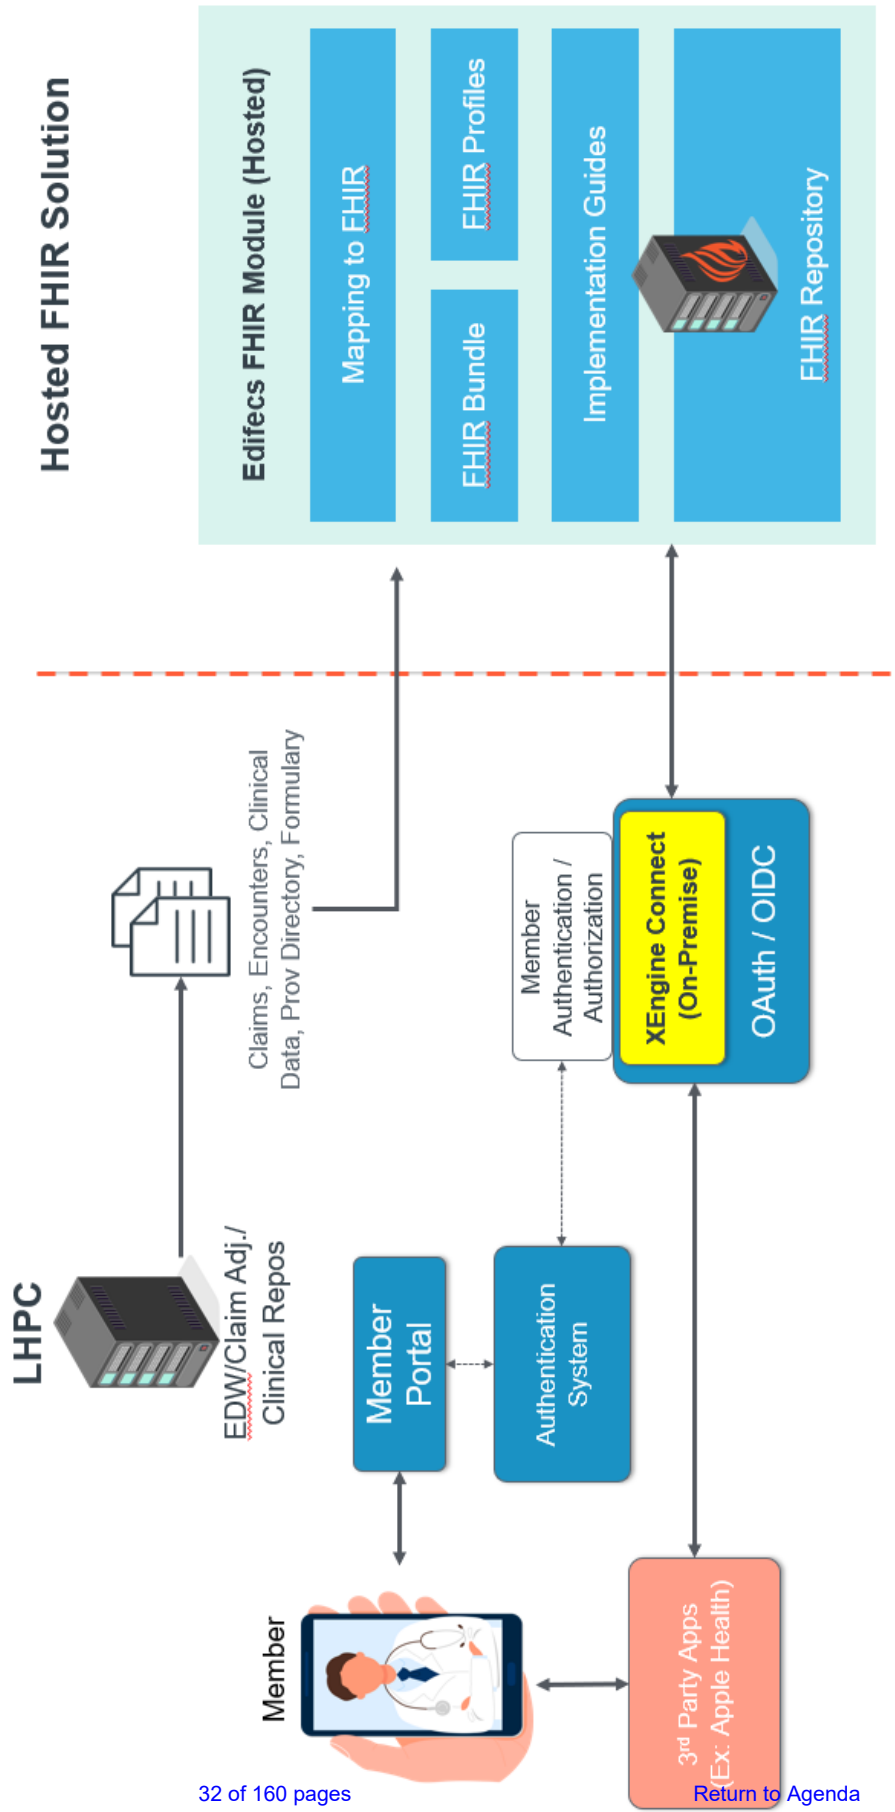 LHPC
Hosted FHIR Solution
EDW/Claim Adj./
Clinical Repos
Claims, Encounters, Clinical
Data, Prov Directory, Formulary
Edifecs FHIR Module (Hosted)
Mapping to FHIR
FHIR Bundle
FHIR Profiles
Implementation Guides
FHIR Repository
Member
Member
Portal
Authentication
System
Member
Authentication /
Authorization
XEngine Connect
(On-Premise)
OAuth / OIDC
3rd Party Apps
(Ex: Apple Health)
32 of 160 pages
Return to Agenda